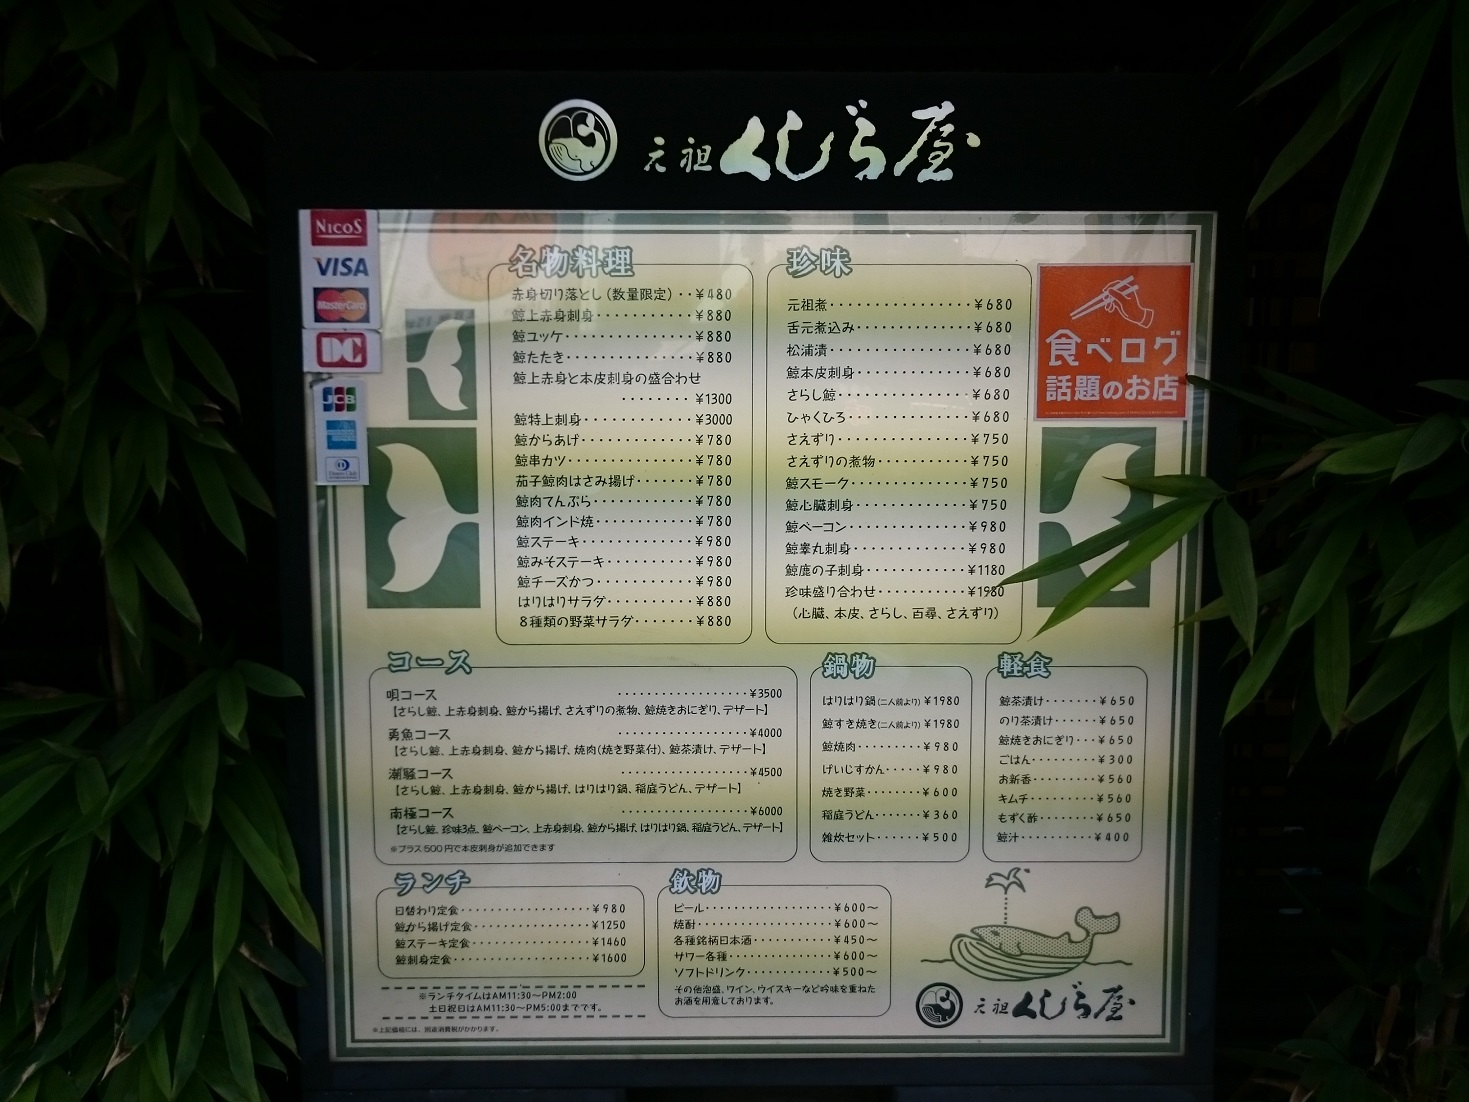 元祖くじら屋
NICOS
VISA
MasterCard
DC
JCB
食べログ
話題のお店
名物料理
赤身切り落とし(数量限定)‥¥480
鯨上赤身刺身············¥880
鯨ユッケ···············¥880
鯨たたき···············¥880
鯨上赤身と本皮刺身の盛合わせ
········¥1300
鯨特上刺身·············¥3000
鯨からあげ·············¥780
鯨串カツ··············¥780
茄子鯨肉はさみ揚げ·······¥780
鯨肉てんぷら············¥780
鯨肉インド焼············¥780
鯨ステーキ·············¥980
鯨みそステーキ··········¥980
鯨チーズかつ············¥980
はりはりサラダ··········¥880
8種類の野菜サラダ·······¥880
珍味
元祖煮················¥680
舌元煮込み·············¥680
松浦漬················¥680
鯨本皮刺身·············¥680
さらし鯨···············¥680
ひゃくひろ·············¥680
さえずり···············¥750
さえずりの煮物··········¥750
鯨スモーク·············¥750
鯨心臓刺身·············¥750
鯨ベーコン·············¥980
鯨睾丸刺身·············¥980
鯨鹿の子刺身············¥1180
珍味盛り合わせ··········¥1980
(心臓、本皮、さらし、百尋、さえずり)
コース
唄コース ··················¥3500
【さらし鯨、上赤身刺身、鯨から揚げ、さえずりの煮物、鯨焼きおにぎり、デザート】
勇魚コース ··················¥4000
【さらし鯨、上赤身刺身、鯨から揚げ、焼肉(焼き野菜付)、鯨茶漬け、デザート】
潮騒コース ··················¥4500
【さらし鯨、上赤身刺身、鯨から揚げ、はりはり鍋、稲庭うどん、デザート】
南極コース ··················¥6000
【さらし鯨、珍味3点、鯨ベーコン、上赤身刺身、鯨から揚げ、はりはり鍋、稲庭うどん、デザート】
※プラス500円で本皮刺身が追加できます
鍋物
はりはり鍋(二人前より)¥1980
鯨すき焼き(二人前より)¥1980
鯨焼肉·········¥980
げいじすかん·····¥980
焼き野菜·······¥600
稲庭うどん······¥360
雑炊セット······¥500
軽食
鯨茶漬け·······¥650
のり茶漬け······¥650
鯨焼きおにぎり···¥650
ごはん·········¥300
お新香·········¥560
キムチ·········¥560
もずく酢·······¥650
鯨汁··········¥400
ランチ
日替わり定食···············¥980
鯨から揚げ定食·············¥1250
鯨ステーキ定食·············¥1460
鯨刺身定食················¥1600
※ランチタイムはAM11:30〜PM2:00
土日祝日はAM11:30〜PM5:00までです。
※上記価格には、別途消費税がかかります。
飲物
ビール················¥600〜
焼酎·················¥600〜
各種銘柄日本酒··········¥450〜
サワー各種·············¥600〜
ソフトドリンク··········¥500〜
その他泡盛、ワイン、ウイスキーなど吟味を重ねた
お酒を用意しております。
元祖くじら屋